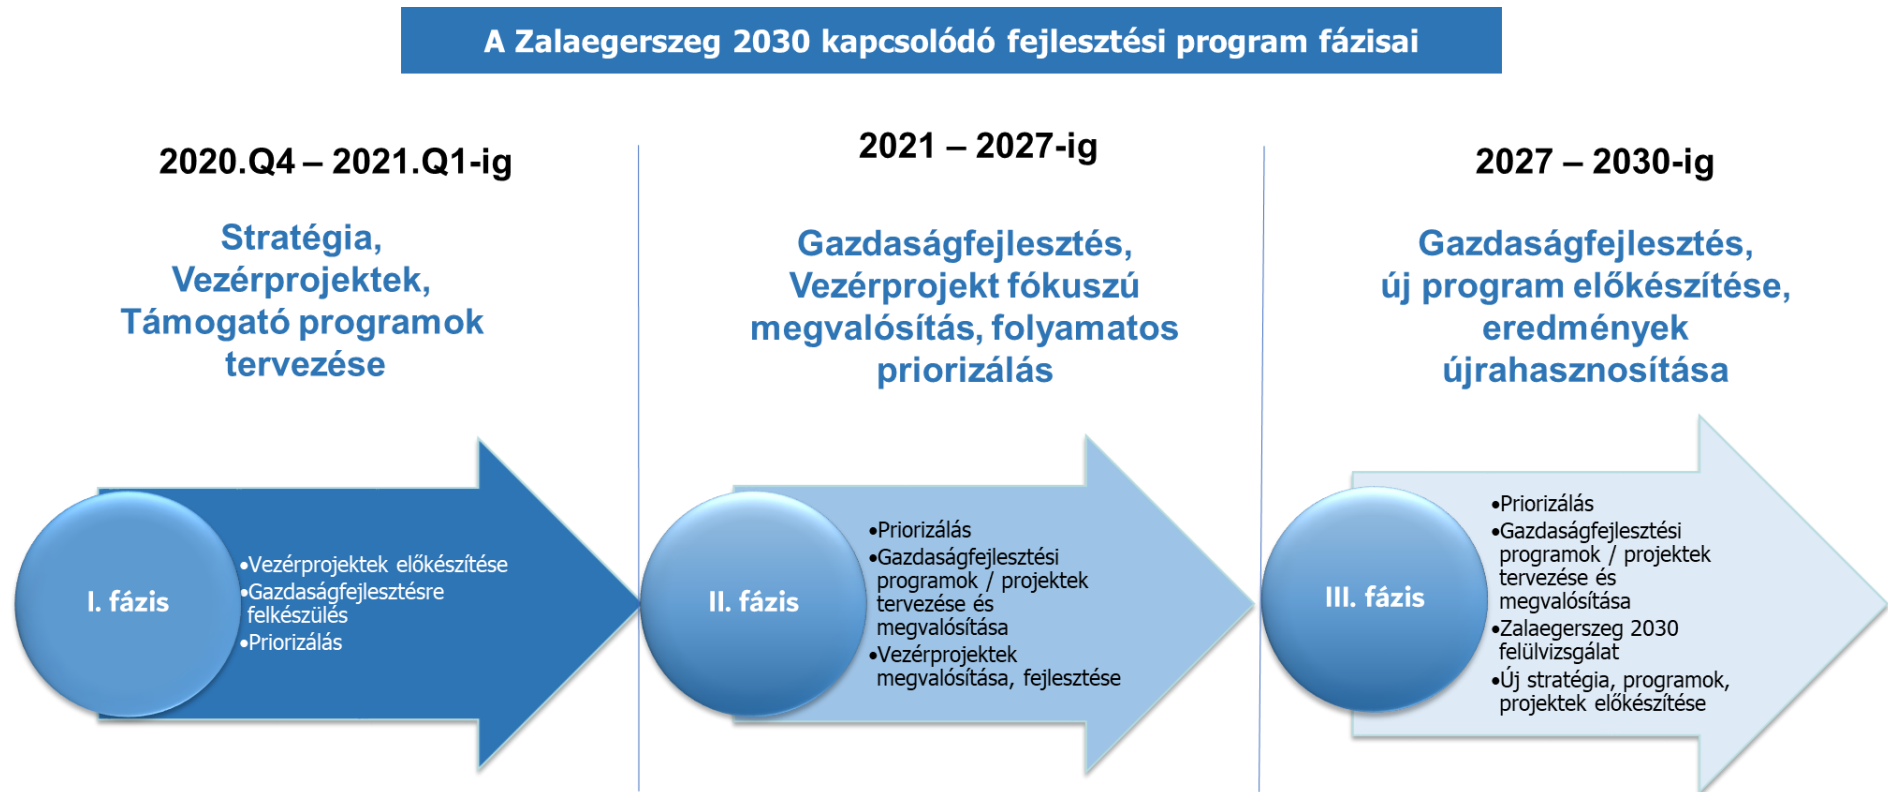 A Zalaegerszeg 2030 kapcsolódó fejlesztési program fázisai
2020.Q4 – 2021.Q1-ig
Stratégia,
Vezérprojektek,
Támogató programok
tervezése
I. fázis
•Vezérprojektek előkészítése
•Gazdaságfejlesztésre
felkészülés
•Priorizálás
2021 – 2027-ig
Gazdaságfejlesztés,
Vezérprojekt fókuszú
megvalósítás, folyamatos
priorizálás
II. fázis
•Priorizálás
•Gazdaságfejlesztési
programok / projektek
tervezése és
megvalósítása
•Vezérprojektek
megvalósítása, fejlesztése
2027 – 2030-ig
Gazdaságfejlesztés,
új program előkészítése,
eredmények
újrahasznosítása
III. fázis
•Priorizálás
•Gazdaságfejlesztési
programok / projektek
tervezése és
megvalósítása
•Zalaegerszeg 2030
felülvizsgálat
•Új stratégia, programok,
projektek előkészítése